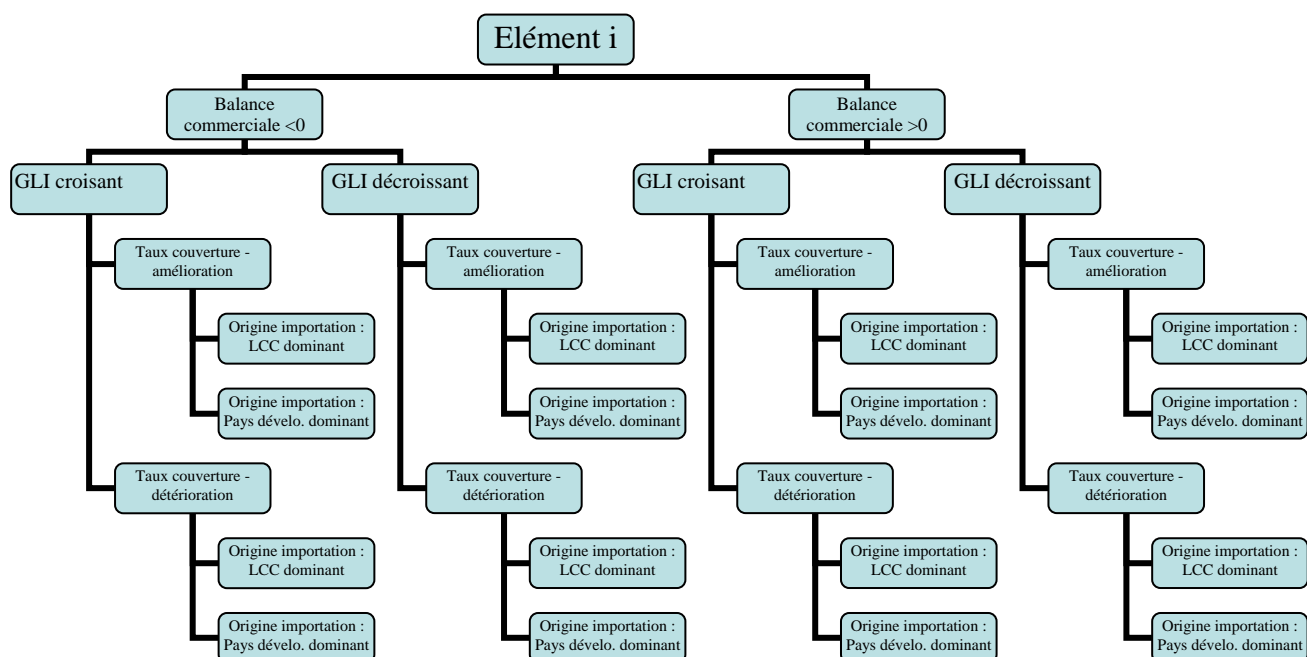 Elément i
Balance
commerciale <0
Balance
commerciale >0
GLI croisant
GLI décroissant
GLI croisant
GLI décroissant
Taux couverture -
amélioration
Taux couverture -
amélioration
Taux couverture -
amélioration
Taux couverture -
amélioration
Origine importation :
LCC dominant
Origine importation :
LCC dominant
Origine importation :
LCC dominant
Origine importation :
LCC dominant
Origine importation :
Pays dévelo. dominant
Origine importation :
Pays dévelo. dominant
Origine importation :
Pays dévelo. dominant
Origine importation :
Pays dévelo. dominant
Taux couverture -
détérioration
Taux couverture -
détérioration
Taux couverture -
détérioration
Taux couverture -
détérioration
Origine importation :
LCC dominant
Origine importation :
LCC dominant
Origine importation :
LCC dominant
Origine importation :
LCC dominant
Origine importation :
Pays dévelo. dominant
Origine importation :
Pays dévelo. dominant
Origine importation :
Pays dévelo. dominant
Origine importation :
Pays dévelo. dominant